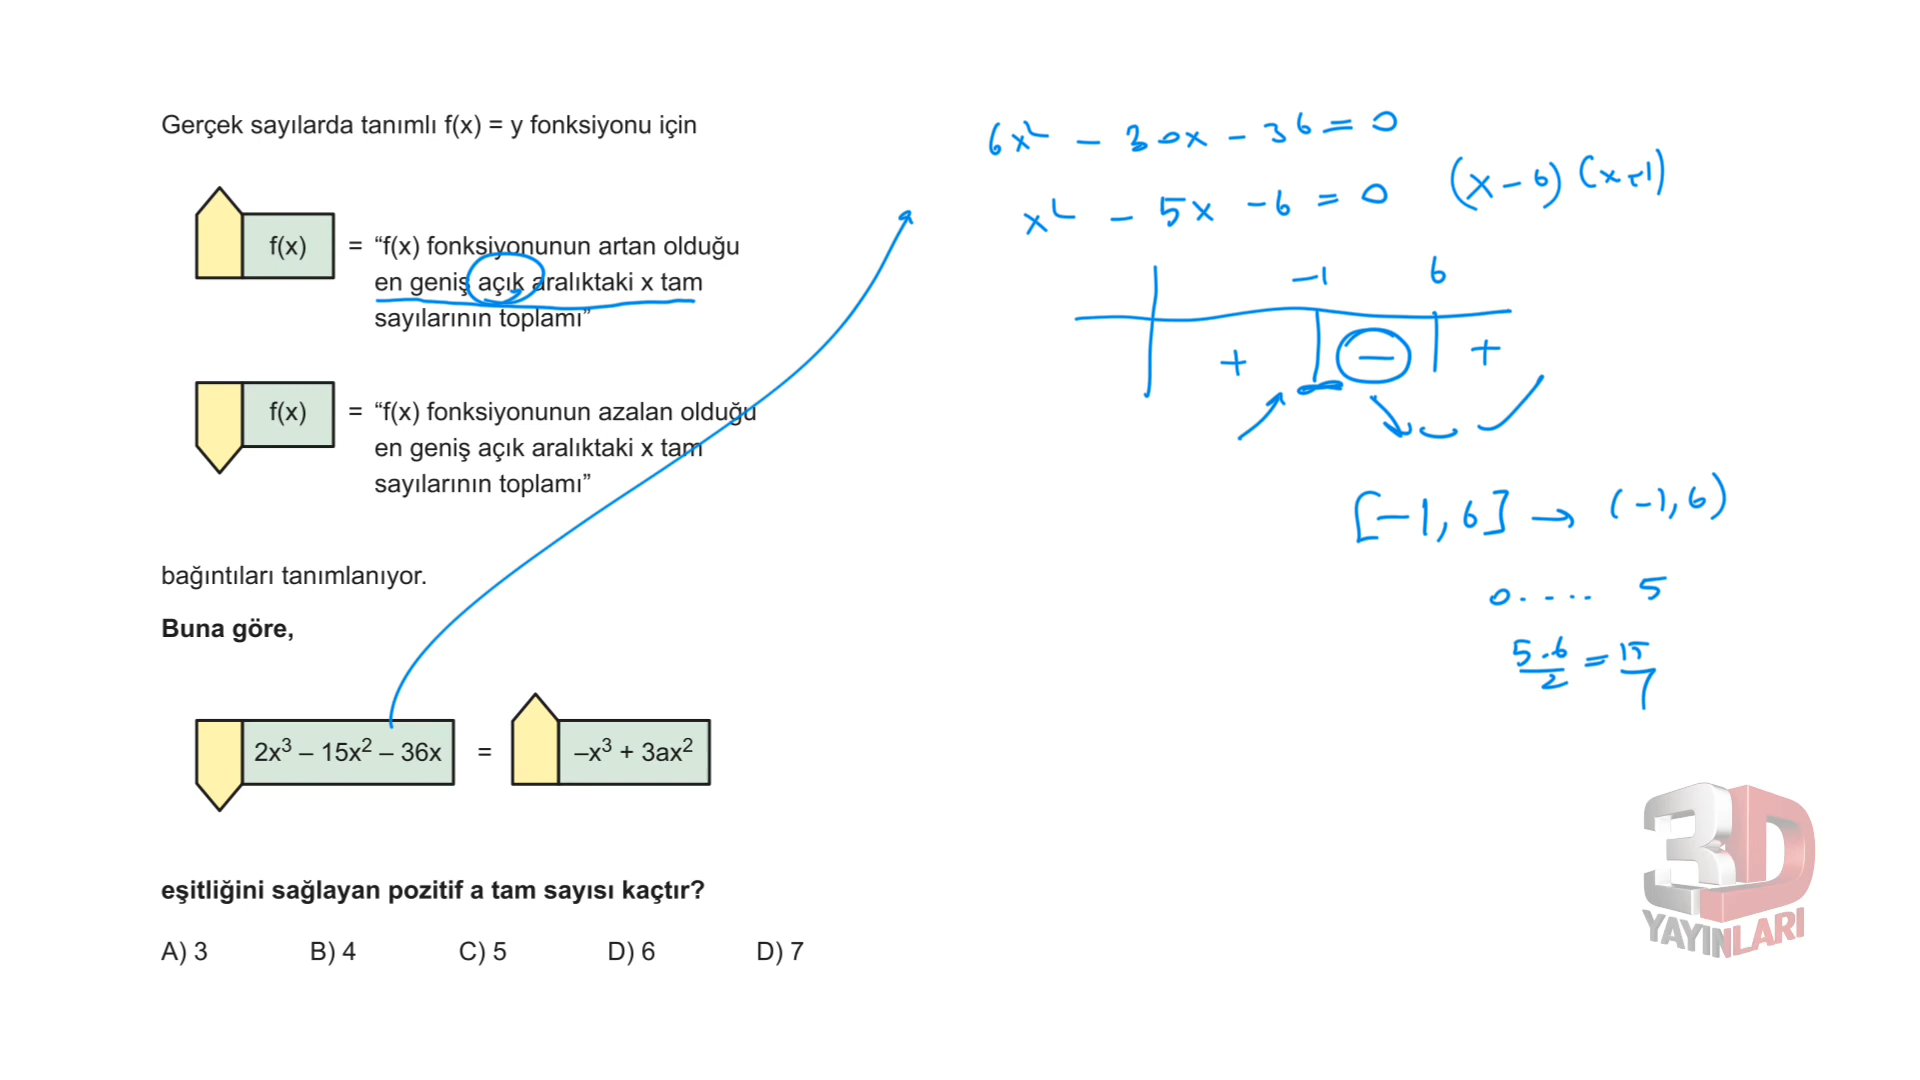 Gerçek sayılarda tanımlı f(x) = y fonksiyonu için
f(x) = “f(x) fonksiyonunun artan olduğu
en geniş açık aralıktaki x tam
sayılarının toplamı”
f(x) = “f(x) fonksiyonunun azalan olduğu
en geniş açık aralıktaki x tam
sayılarının toplamı”
bağıntıları tanımlanıyor.
Buna göre,
2x³ – 15x² – 36x = –x³ + 3ax²
eşitliğini sağlayan pozitif a tam sayısı kaçtır?
A) 3 B) 4 C) 5 D) 6 D) 7
6x² – 30x – 36 = 0
x² – 5x – 6 = 0 (x – 6) (x+1)
–1 6
+ – +
[–1, 6] → (–1, 6)
0 . . . . 5
5.6/2 = 15
3D
YAYINLARI